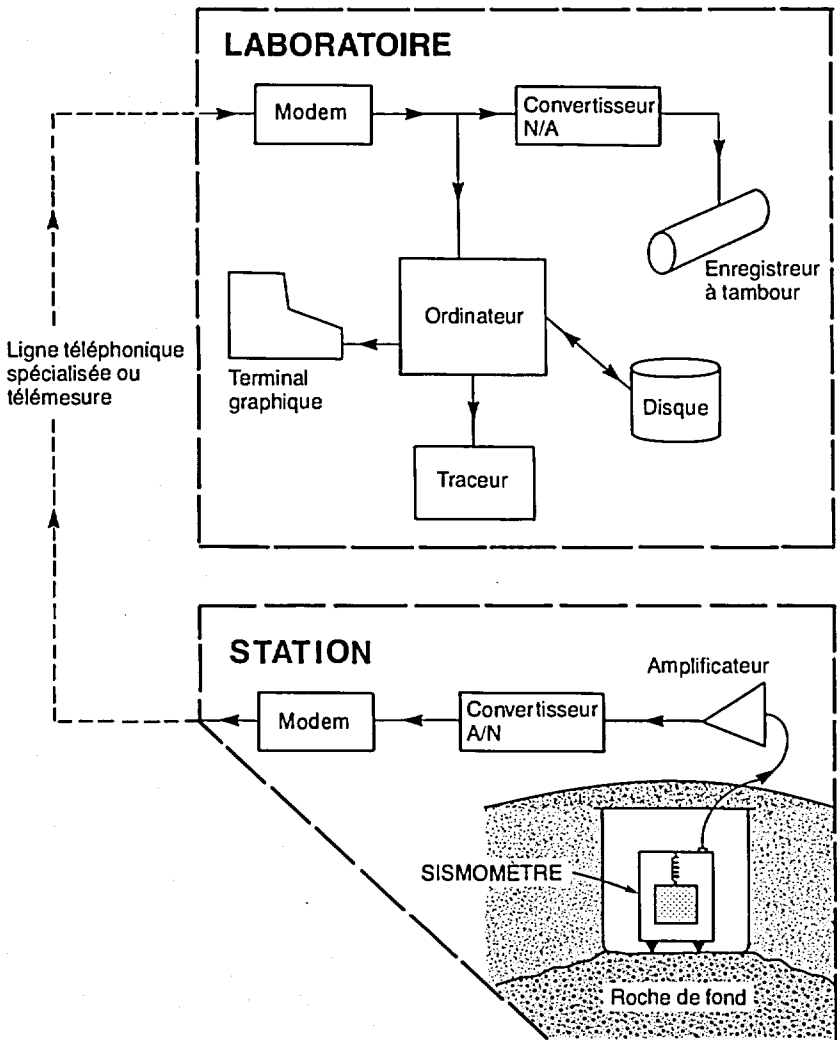 LABORATOIRE
Modem
Convertisseur
N/A
Enregistreur
à tambour
Ordinateur
Terminal
graphique
Disque
Traceur
Ligne téléphonique
spécialisée ou
télémesure
STATION
Amplificateur
Modem
Convertisseur
A/N
SISMOMÈTRE
Roche de fond